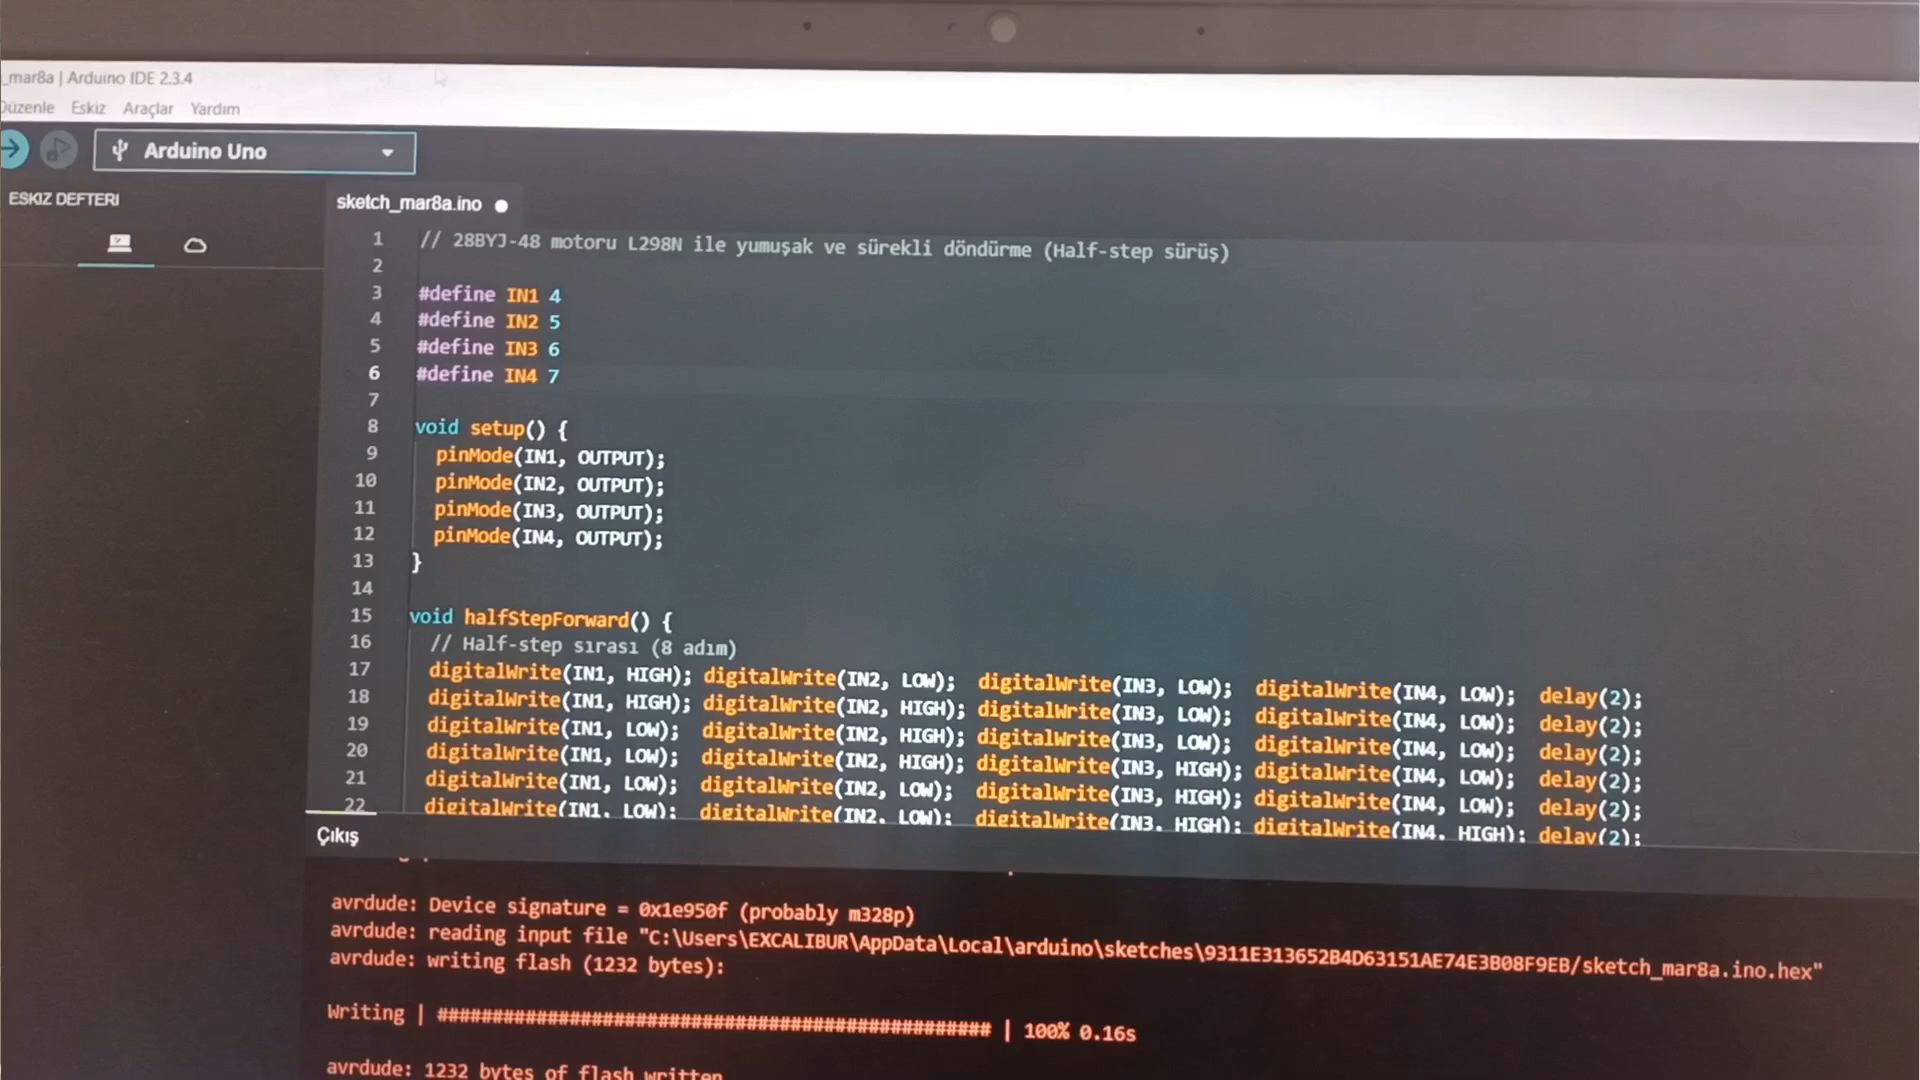 _mar8a | Arduino IDE 2.3.4
Düzenle Eskiz Araçlar Yardım
Arduino Uno
ESKIZ DEFTERI
sketch_mar8a.ino
1 // 28BYJ-48 motoru L298N ile yumuşak ve sürekli döndürme (Half-step sürüş)
2
3 #define IN1 4
4 #define IN2 5
5 #define IN3 6
6 #define IN4 7
7
8 void setup() {
9 pinMode(IN1, OUTPUT);
10 pinMode(IN2, OUTPUT);
11 pinMode(IN3, OUTPUT);
12 pinMode(IN4, OUTPUT);
13 }
14
15 void halfStepForward() {
16 // Half-step sırası (8 adım)
17 digitalWrite(IN1, HIGH); digitalWrite(IN2, LOW); digitalWrite(IN3, LOW); digitalWrite(IN4, LOW); delay(2);
18 digitalWrite(IN1, HIGH); digitalWrite(IN2, HIGH); digitalWrite(IN3, LOW); digitalWrite(IN4, LOW); delay(2);
19 digitalWrite(IN1, LOW); digitalWrite(IN2, HIGH); digitalWrite(IN3, LOW); digitalWrite(IN4, LOW); delay(2);
20 digitalWrite(IN1, LOW); digitalWrite(IN2, HIGH); digitalWrite(IN3, HIGH); digitalWrite(IN4, LOW); delay(2);
21 digitalWrite(IN1, LOW); digitalWrite(IN2, LOW); digitalWrite(IN3, HIGH); digitalWrite(IN4, LOW); delay(2);
22 digitalWrite(IN1, LOW); digitalWrite(IN2, LOW); digitalWrite(IN3, HIGH); digitalWrite(IN4, HIGH); delay(2);
Çıkış
avrdude: Device signature = 0x1e950f (probably m328p)
avrdude: reading input file "C:\Users\EXCALIBUR\AppData\Local\arduino\sketches\9311E313652B4D63151AE74E3B08F9EB/sketch_mar8a.ino.hex"
avrdude: writing flash (1232 bytes):
Writing | ################################################## | 100% 0.16s
avrdude: 1232 bytes of flash written